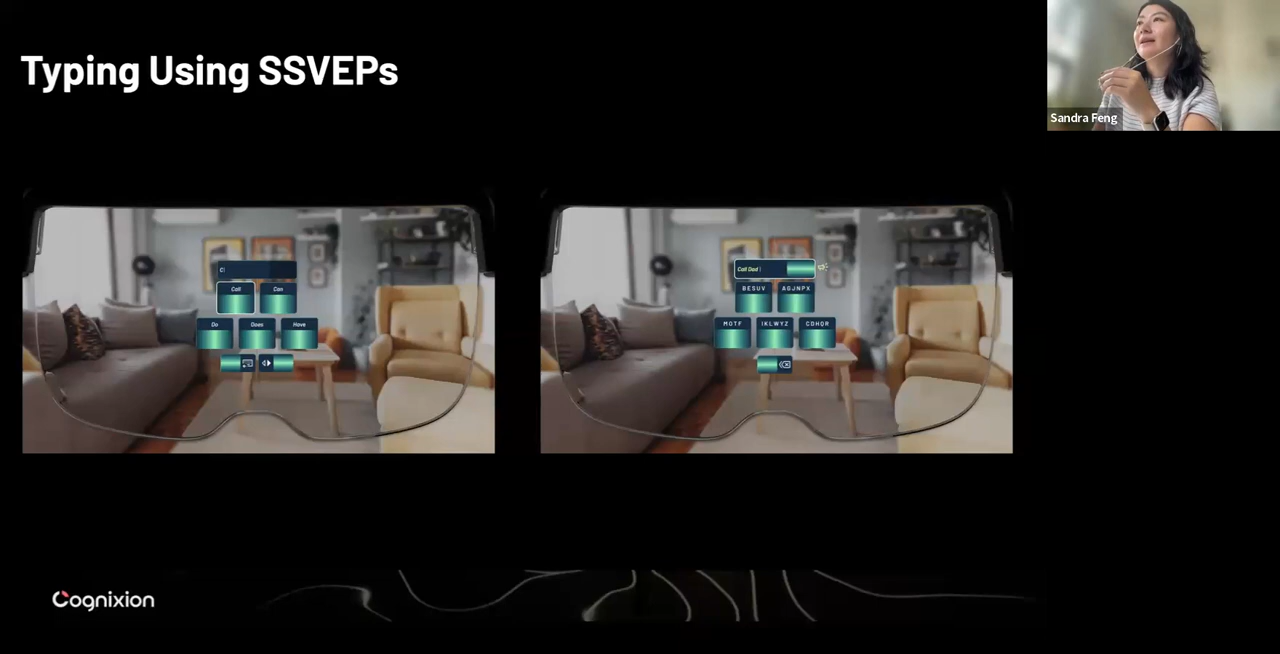 Typing Using SSVEPs
Sandra Feng
C|
Call Can
Do Does Have
Call Dad |
BESUV AGJNPX
MOTF IKLWYZ CDHQR
Cognixion